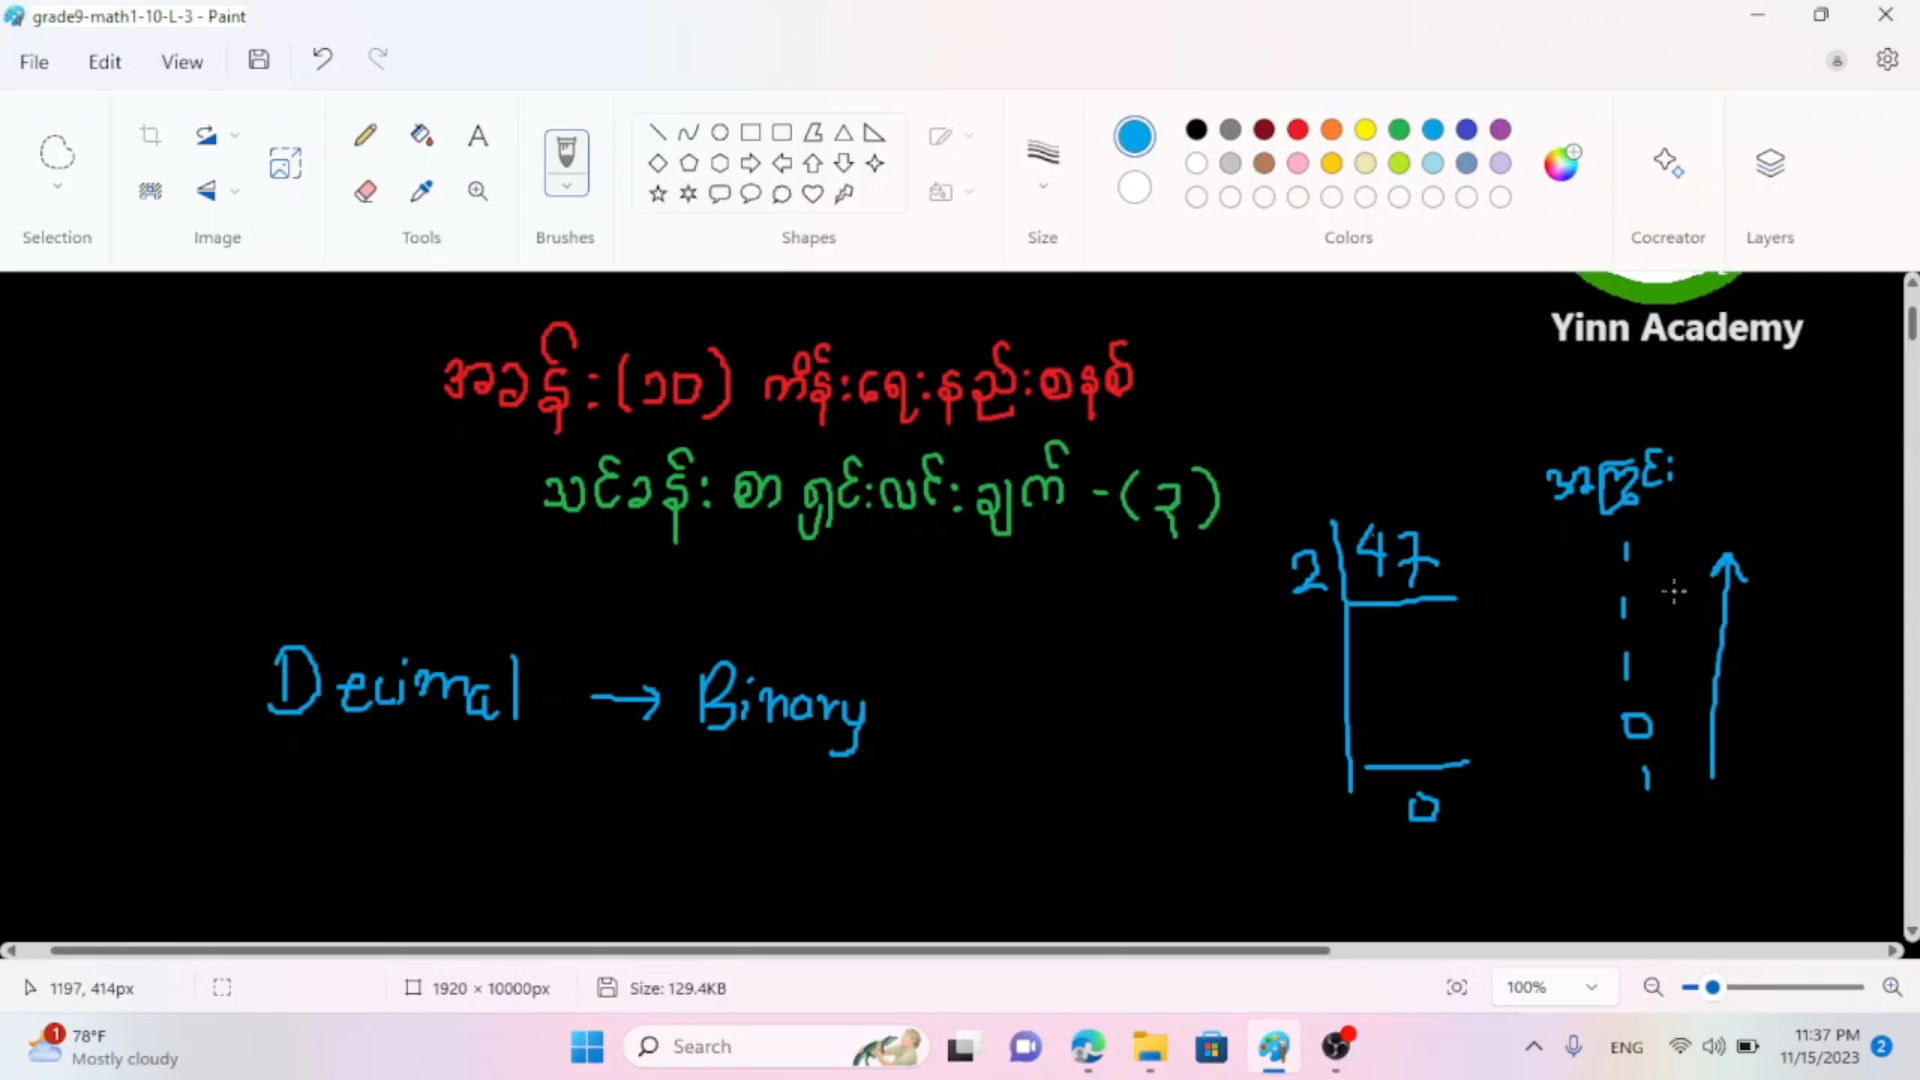 grade9-math1-10-L-3 - Paint
File Edit View
Selection Image Tools Brushes Shapes Size Colors Cocreator Layers
Yinn Academy
အခန်း (၁၀) ကိန်းရေးနည်းစနစ်
သင်ခန်းစာ ရှင်းလင်းချက် - (၃)
အကြွင်း
2 47
1
1
1
0
1
0
Decimal → Binary
1197, 414px
1920 × 10000px
Size: 129.4KB
100%
1
78°F
Mostly cloudy
Search
ENG
11:37 PM
11/15/2023
2